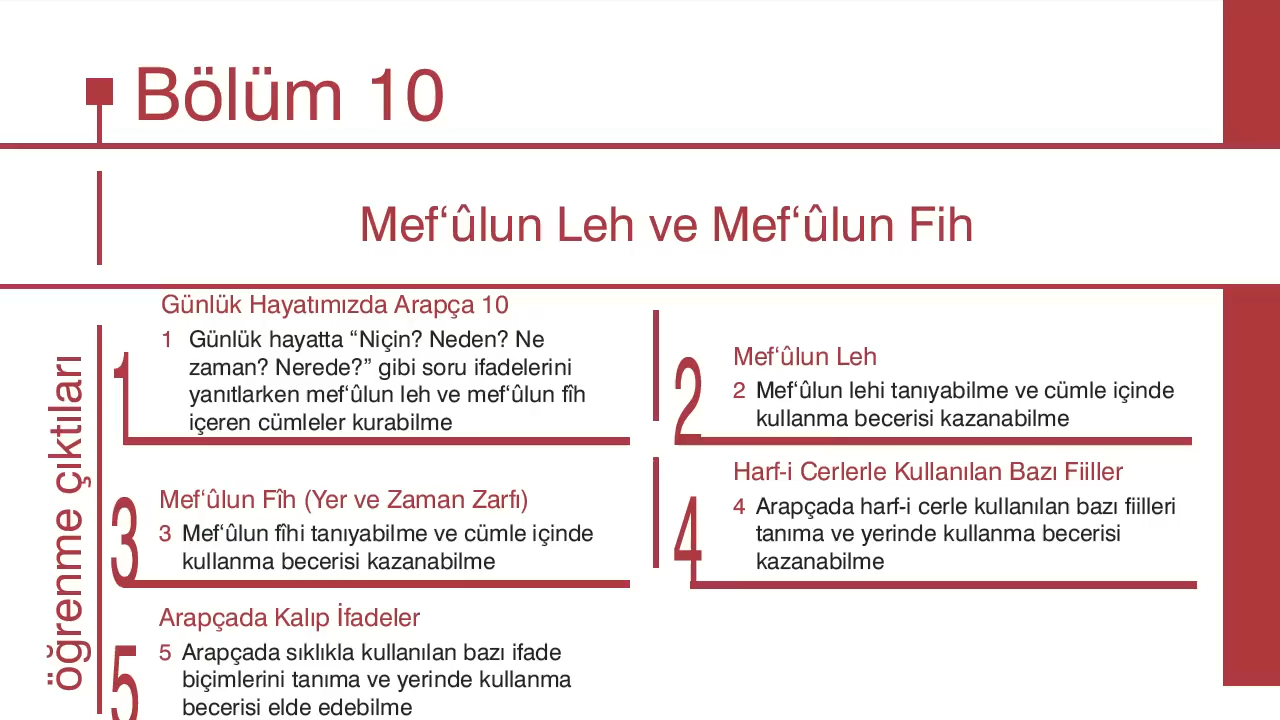 Bölüm 10
Mef‘ûlun Leh ve Mef‘ûlun Fih
öğrenme çıktıları
1
Günlük Hayatımızda Arapça 10
1 Günlük hayatta “Niçin? Neden? Ne
zaman? Nerede?” gibi soru ifadelerini
yanıtlarken mef‘ûlun leh ve mef‘ûlun fîh
içeren cümleler kurabilme
2
Mef‘ûlun Leh
2 Mef‘ûlun lehi tanıyabilme ve cümle içinde
kullanma becerisi kazanabilme
3
Mef‘ûlun Fîh (Yer ve Zaman Zarfı)
3 Mef‘ûlun fîhi tanıyabilme ve cümle içinde
kullanma becerisi kazanabilme
4
Harf-i Cerlerle Kullanılan Bazı Fiiller
4 Arapçada harf-i cerle kullanılan bazı fiilleri
tanıma ve yerinde kullanma becerisi
kazanabilme
5
Arapçada Kalıp İfadeler
5 Arapçada sıklıkla kullanılan bazı ifade
biçimlerini tanıma ve yerinde kullanma
becerisi elde edebilme